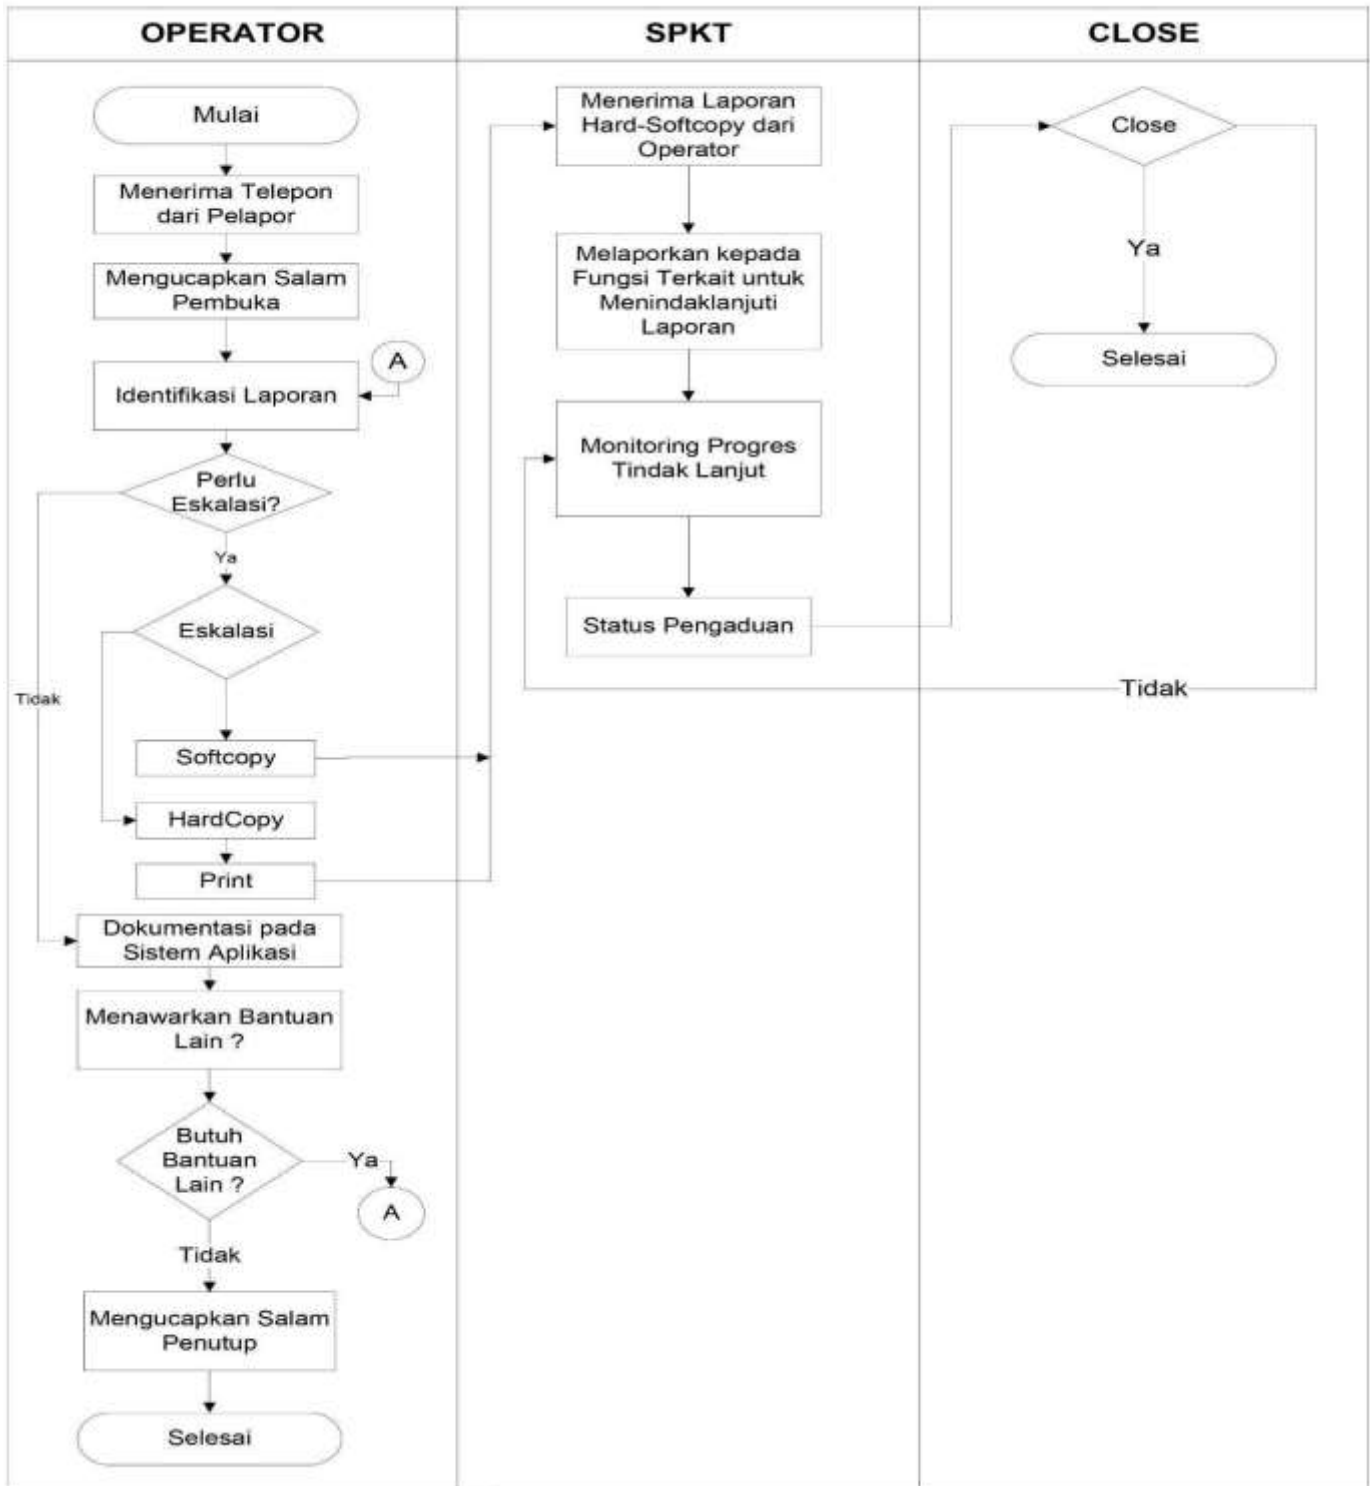 OPERATOR
SPKT
CLOSE
Mulai
Menerima Telepon
dari Pelapor
Mengucapkan Salam
Pembuka
A
Identifikasi Laporan
Perlu
Eskalasi?
Ya
Eskalasi
Tidak
Softcopy
HardCopy
Print
Dokumentasi pada
Sistem Aplikasi
Menawarkan Bantuan
Lain ?
Butuh
Bantuan
Lain ?
Ya
A
Tidak
Mengucapkan Salam
Penutup
Selesai
Menerima Laporan
Hard-Softcopy dari
Operator
Melaporkan kepada
Fungsi Terkait untuk
Menindaklanjuti
Laporan
Monitoring Progres
Tindak Lanjut
Status Pengaduan
Close
Ya
Selesai
Tidak